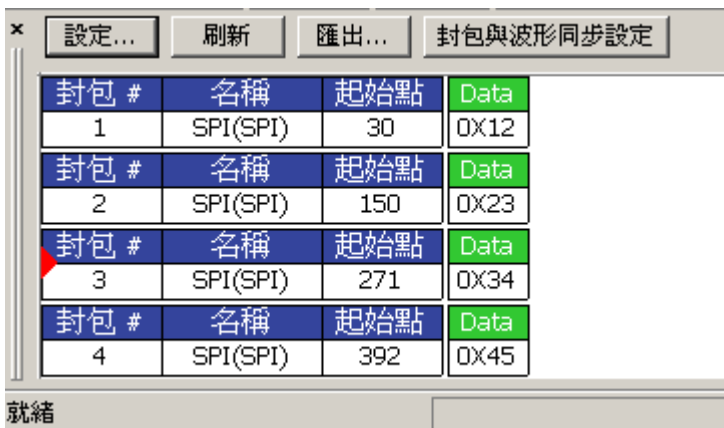 × 設定... 刷新 匯出... 封包與波形同步設定
封包 # 名稱 起始點 Data
1 SPI(SPI) 30 0X12
封包 # 名稱 起始點 Data
2 SPI(SPI) 150 0X23
封包 # 名稱 起始點 Data
3 SPI(SPI) 271 0X34
封包 # 名稱 起始點 Data
4 SPI(SPI) 392 0X45
就緒